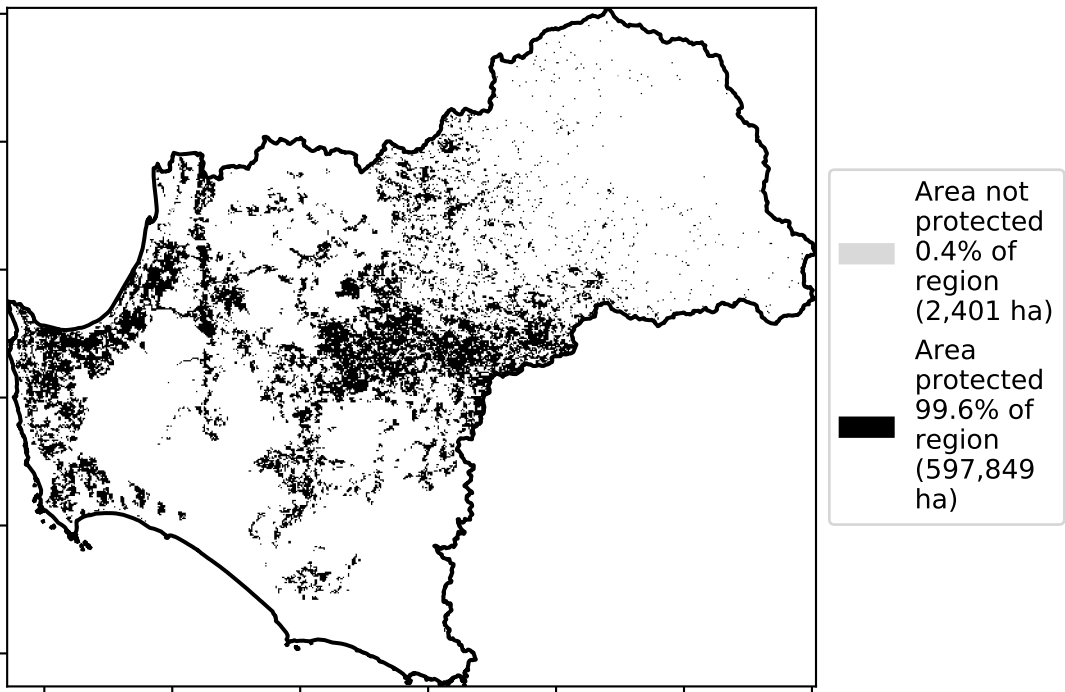 Area not
protected
0.4% of
region
(2,401 ha)
Area
protected
99.6% of
region
(597,849
ha)